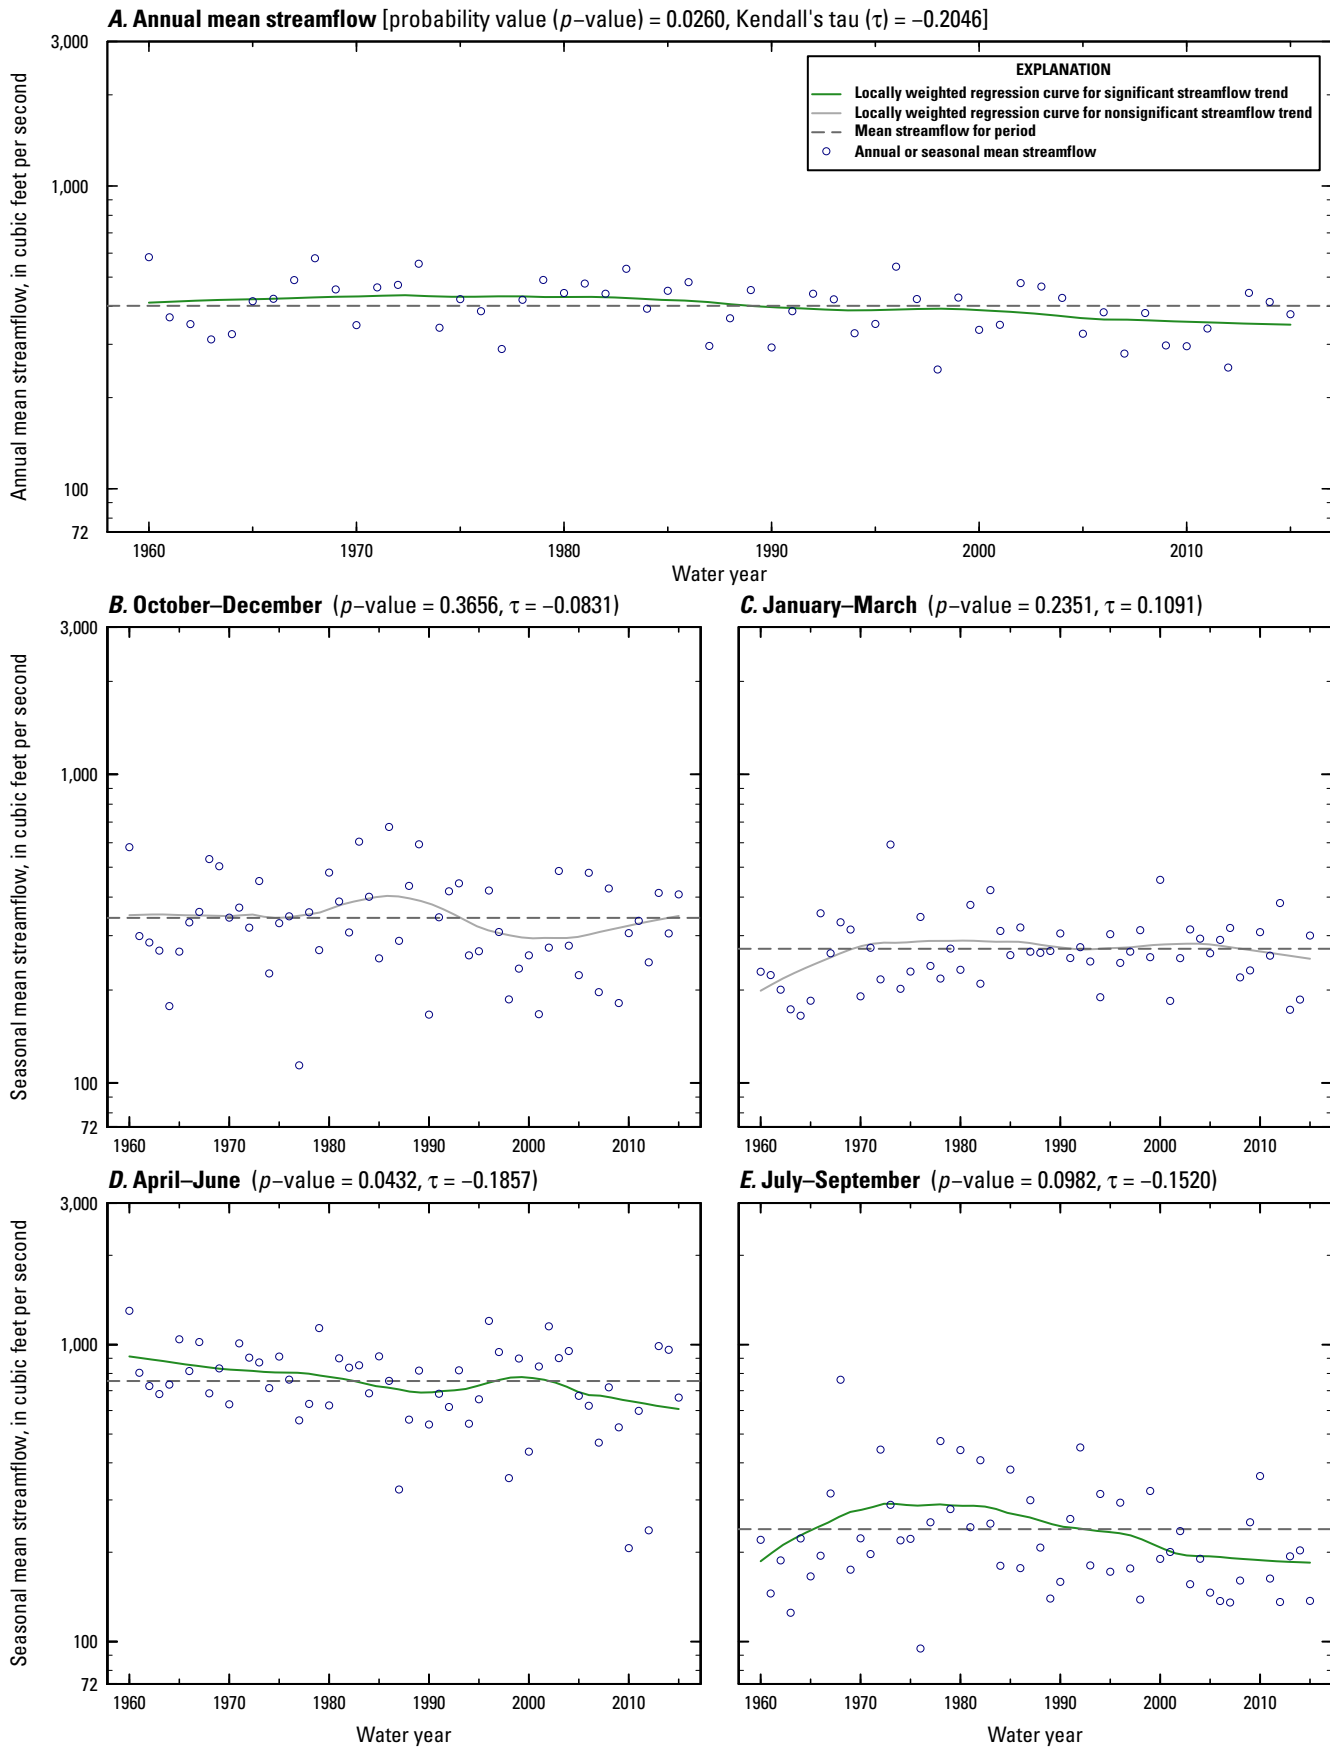 A. Annual mean streamflow [probability value (p−value) = 0.0260, Kendall's tau (τ) = −0.2046]
Annual mean streamflow, in cubic feet per second
3,000
1,000
100
72
EXPLANATION
Locally weighted regression curve for significant streamflow trend
Locally weighted regression curve for nonsignificant streamflow trend
Mean streamflow for period
Annual or seasonal mean streamflow
1960 1970 1980 1990 2000 2010
Water year
B. October–December (p−value = 0.3656, τ = −0.0831)
Seasonal mean streamflow, in cubic feet per second
3,000
1,000
100
72
1960 1970 1980 1990 2000 2010
C. January–March (p−value = 0.2351, τ = 0.1091)
1960 1970 1980 1990 2000 2010
D. April–June (p−value = 0.0432, τ = −0.1857)
Seasonal mean streamflow, in cubic feet per second
3,000
1,000
100
72
1960 1970 1980 1990 2000 2010
Water year
E. July–September (p−value = 0.0982, τ = −0.1520)
1960 1970 1980 1990 2000 2010
Water year